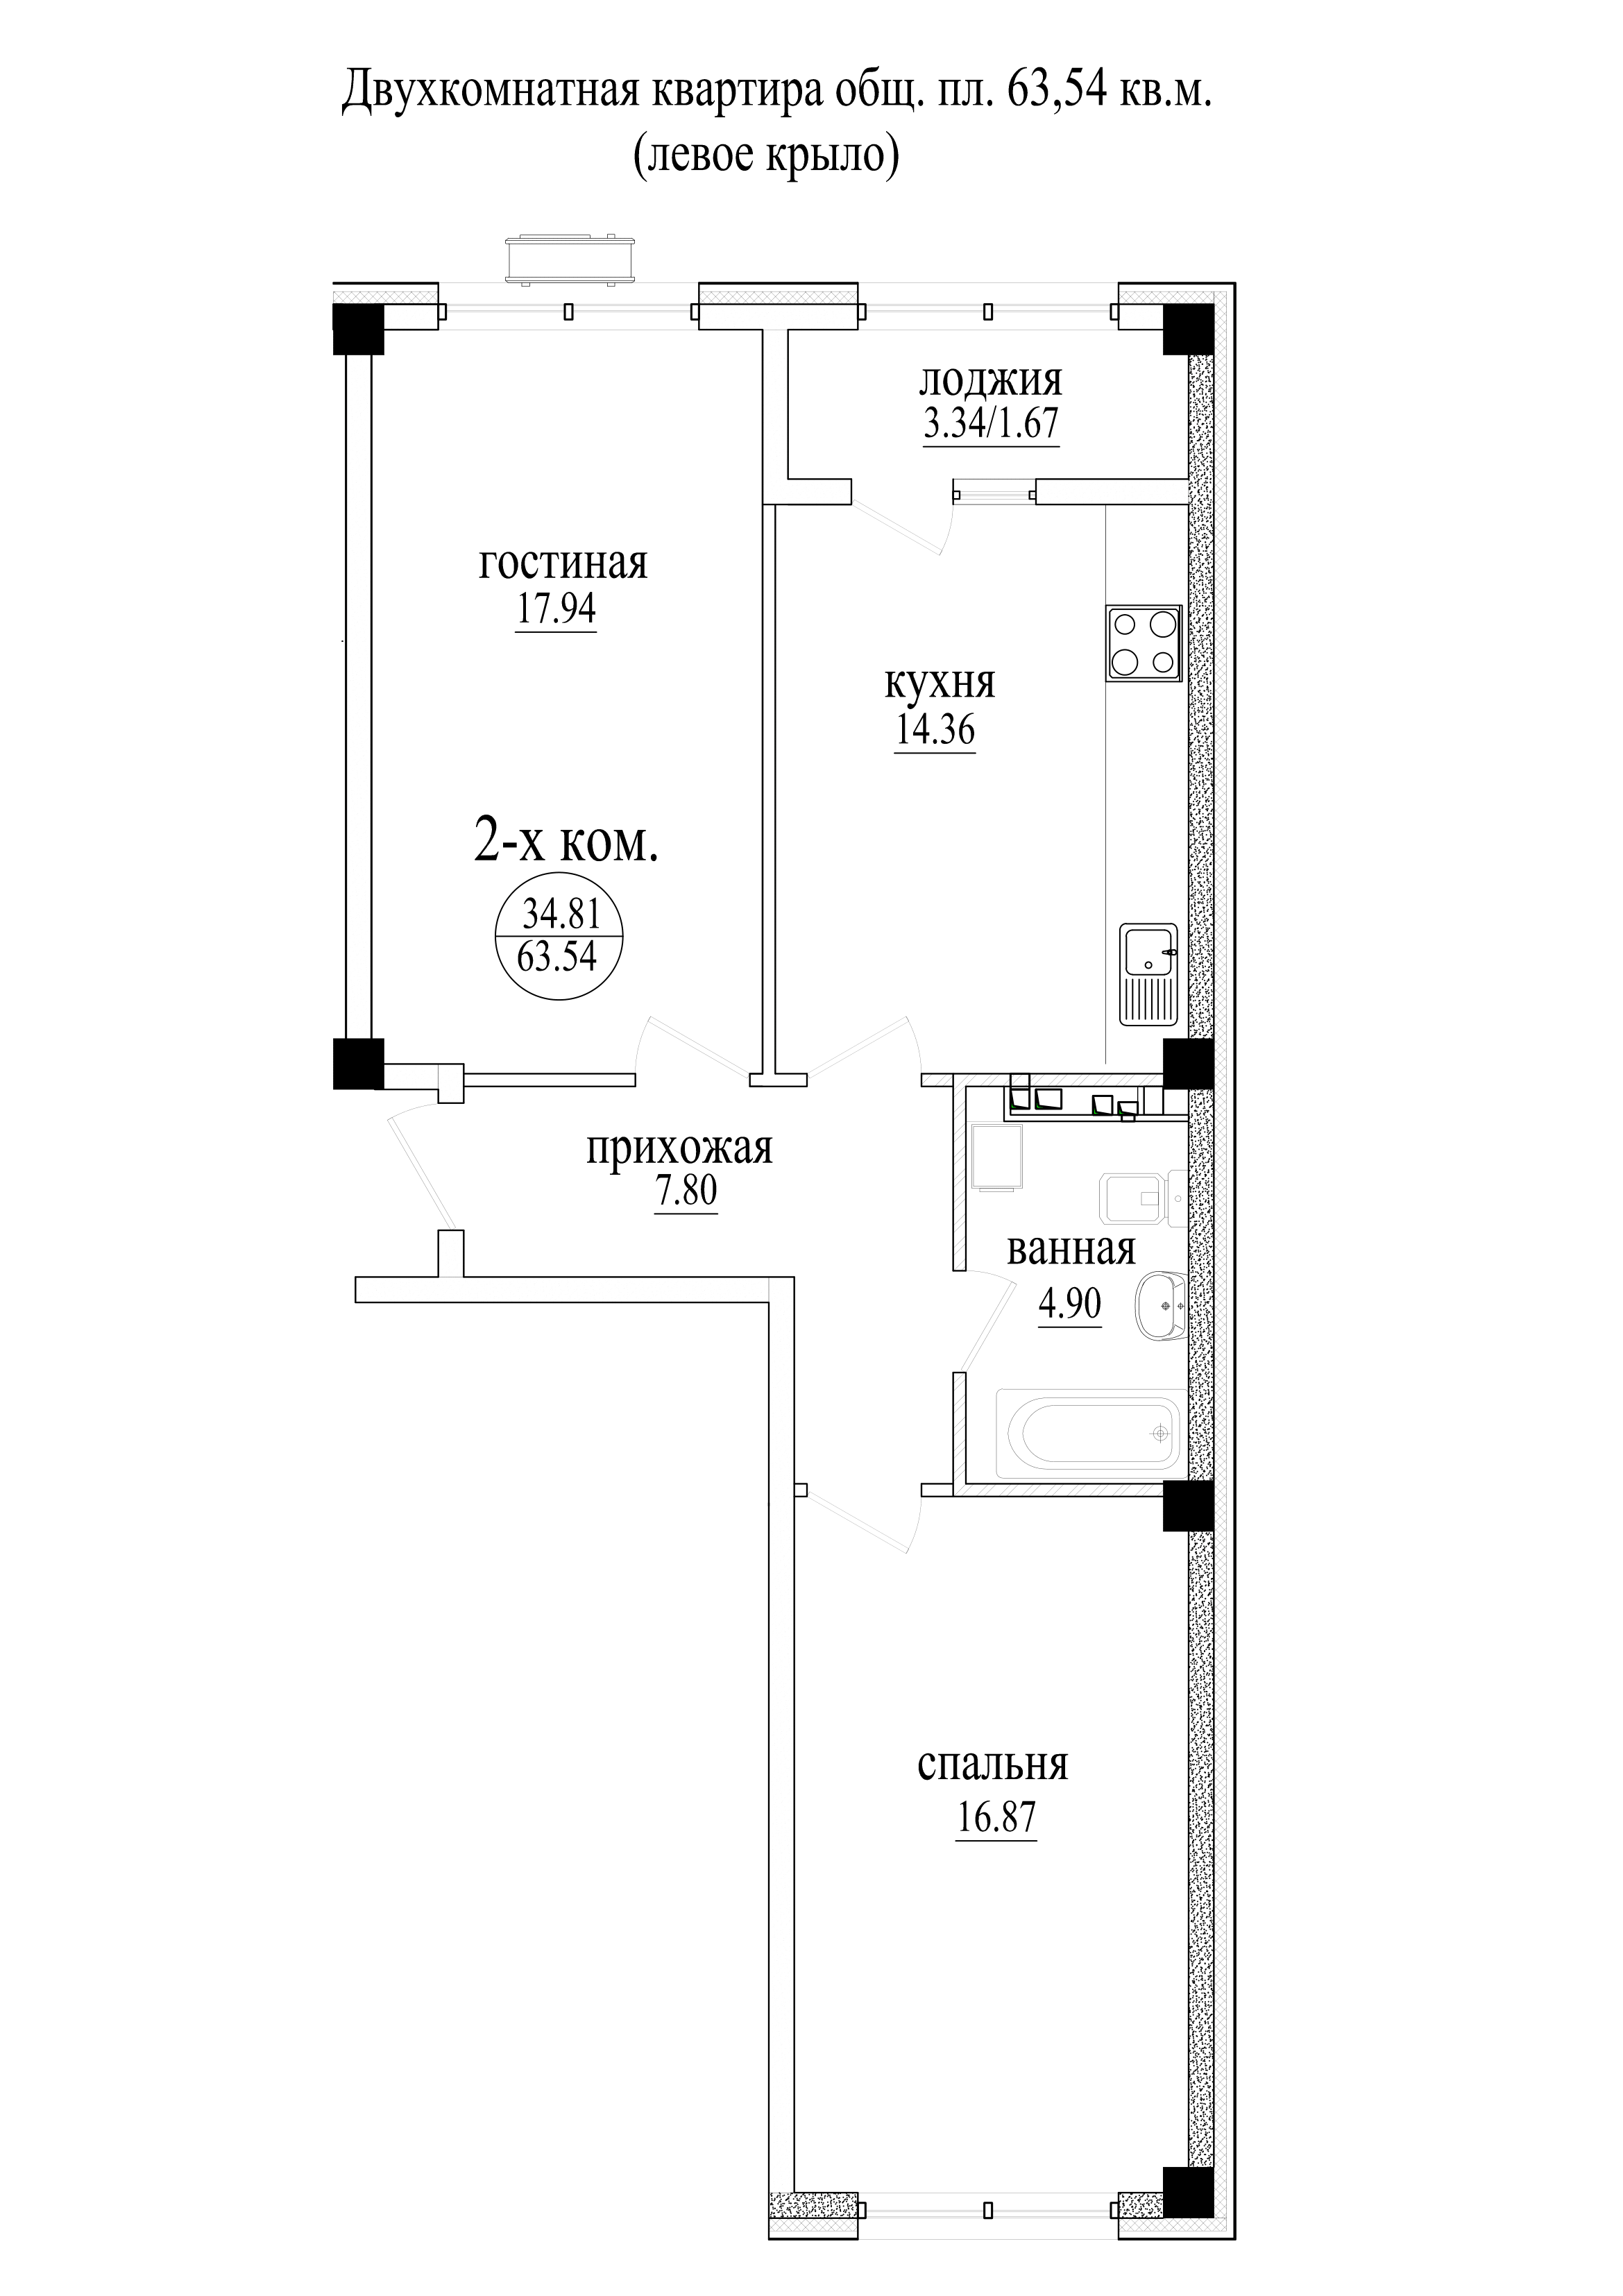 Двухкомнатная квартира общ. пл. 63,54 кв.м.
(левое крыло)
лоджия
3.34/1.67
гостиная
17.94
кухня
14.36
2-х ком.
34.81
63.54
прихожая
7.80
ванная
4.90
спальня
16.87